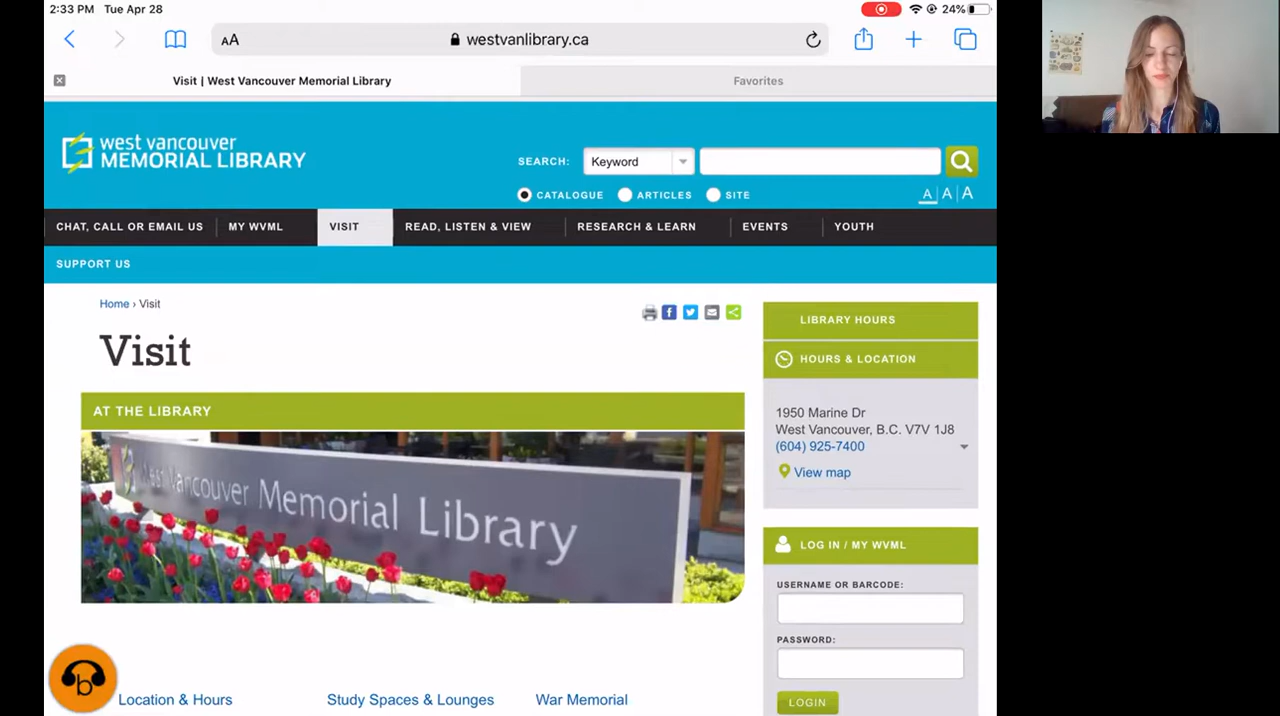 2:33 PM Tue Apr 28
24%
AA
westvanlibrary.ca
Visit | West Vancouver Memorial Library
Favorites
west vancouver
MEMORIAL LIBRARY
SEARCH:
Keyword
CATALOGUE
ARTICLES
SITE
A A A
CHAT, CALL OR EMAIL US
MY WVML
VISIT
READ, LISTEN & VIEW
RESEARCH & LEARN
EVENTS
YOUTH
SUPPORT US
Home › Visit
Visit
AT THE LIBRARY
West Vancouver Memorial Library
LIBRARY HOURS
HOURS & LOCATION
1950 Marine Dr
West Vancouver, B.C. V7V 1J8
(604) 925-7400
View map
LOG IN / MY WVML
USERNAME OR BARCODE:
PASSWORD:
LOGIN
b
Location & Hours
Study Spaces & Lounges
War Memorial